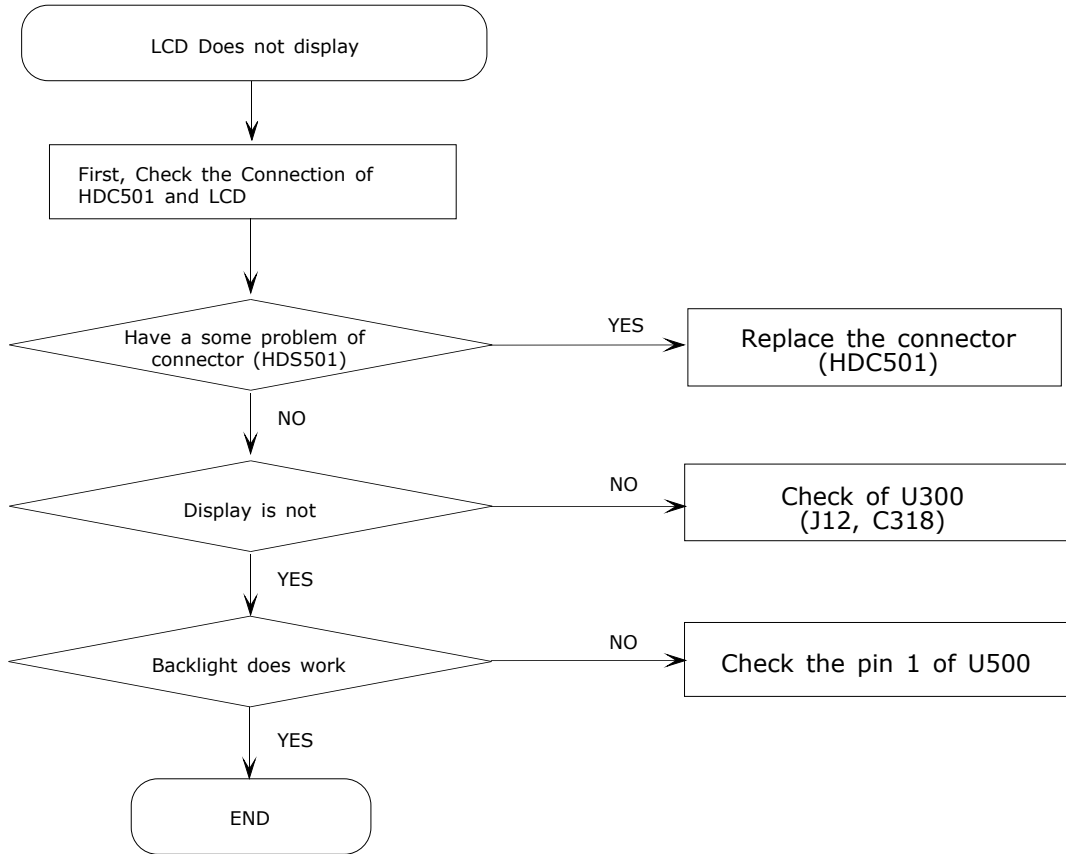 LCD Does not display
First, Check the Connection of
HDC501 and LCD
Have a some problem of
connector (HDS501)
YES
Replace the connector
(HDC501)
NO
Display is not
NO
Check of U300
(J12, C318)
YES
Backlight does work
NO
Check the pin 1 of U500
YES
END